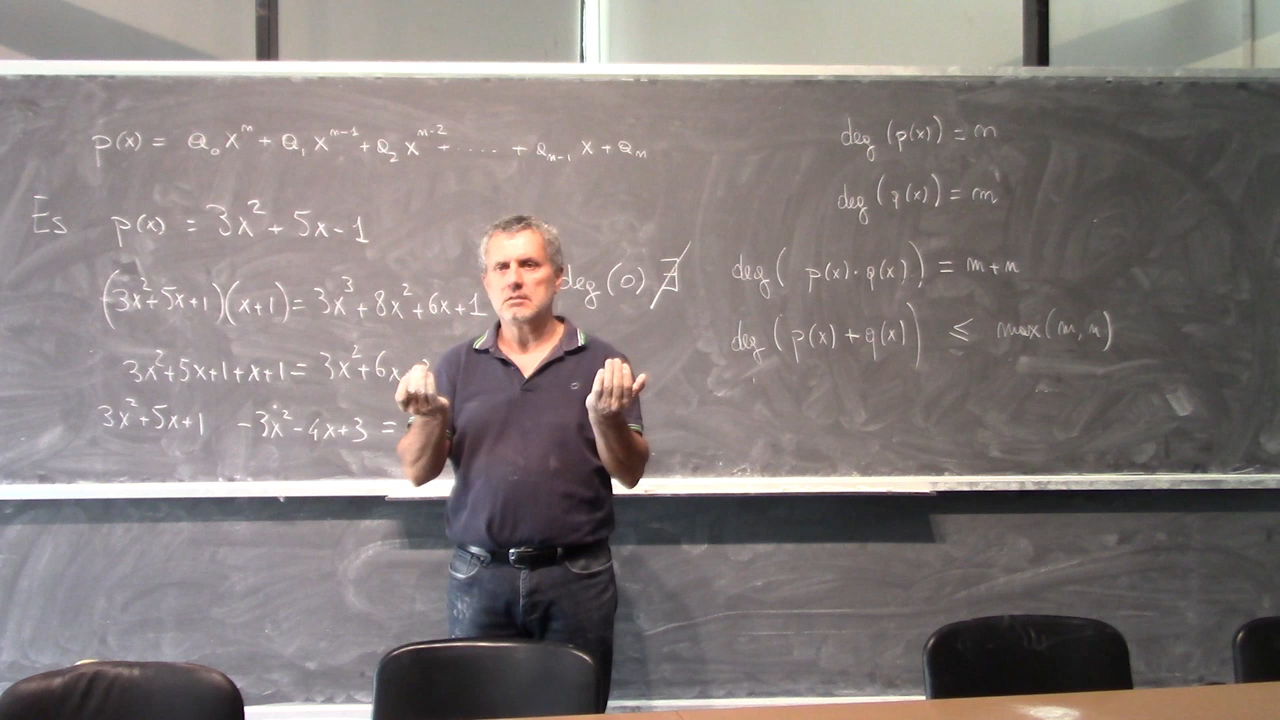 p(x) = a₀xⁿ + a₁xⁿ⁻¹ + a₂xⁿ⁻² + ..... + aₙ₋₁x + aₙ
Es p(x) = 3x² + 5x - 1
(3x²+5x+1)(x+1) = 3x³ + 8x² + 6x + 1
3x²+5x+1+x+1 = 3x²+6x
3x²+5x+1 -3x²-4x+3 =
deg(0) ∄
deg(p(x)) = n
deg(q(x)) = m
deg(p(x)·q(x)) = m+n
deg(p(x)+q(x)) ≤ max(m,n)